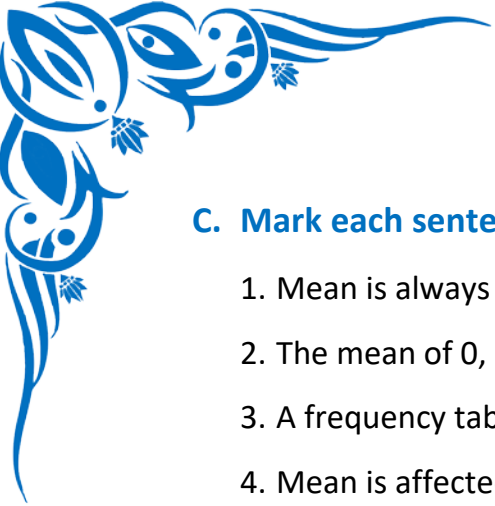 C. Mark each sente
1. Mean is always
2. The mean of 0,
3. A frequency tab
4. Mean is affecte